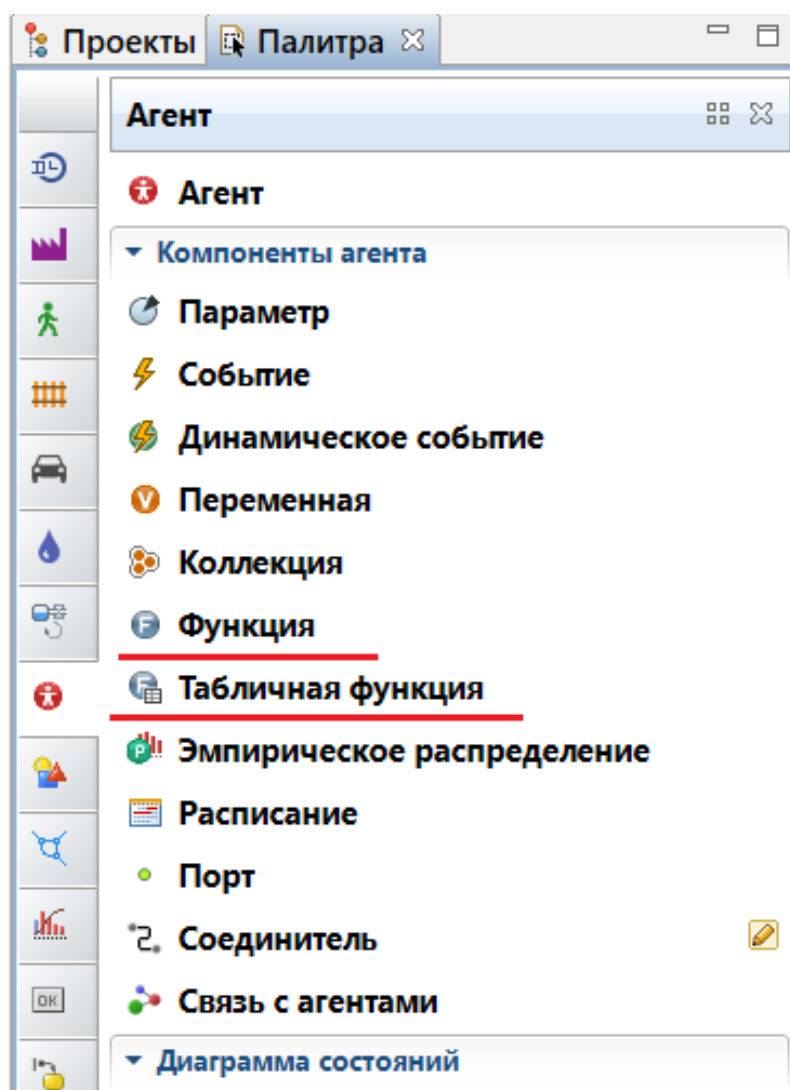 Проекты Палитра
Агент
Агент
Компоненты агента
Параметр
Событие
Динамическое событие
Переменная
Коллекция
Функция
Табличная функция
Эмпирическое распределение
Расписание
Порт
Соединитель
Связь с агентами
OK
Диаграмма состояний